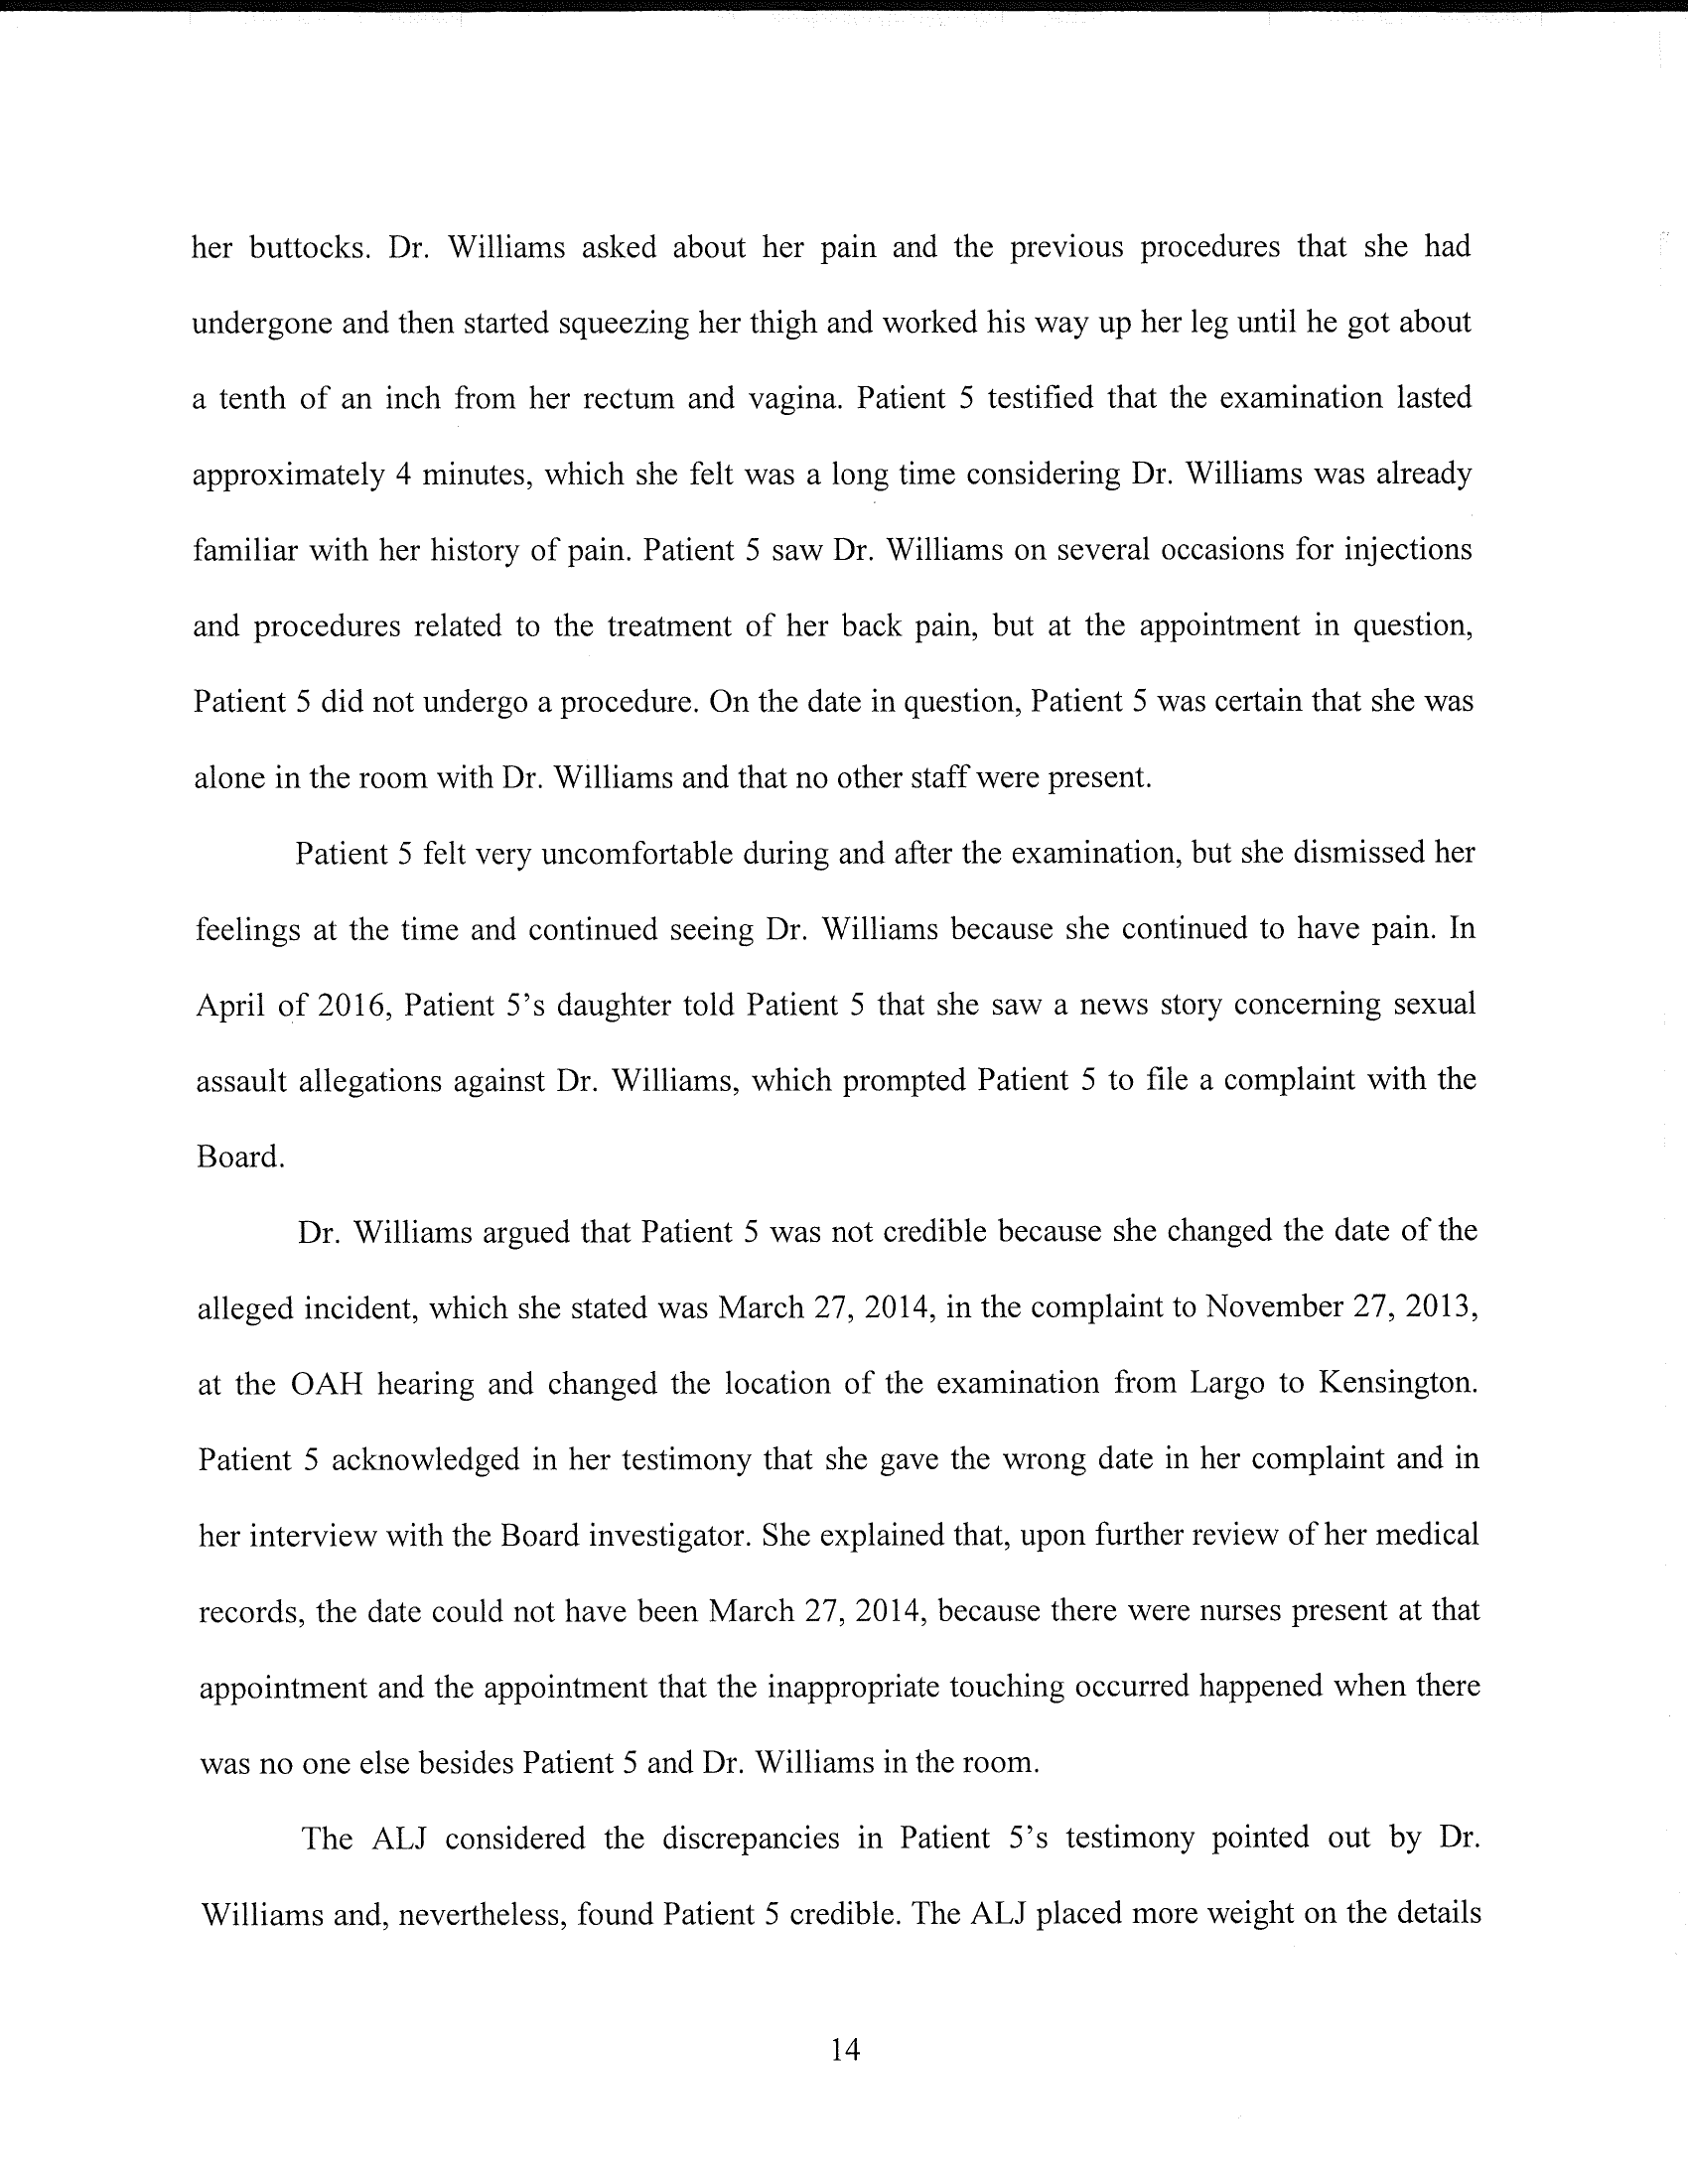 her buttocks. Dr. Williams asked about her pain and the previous procedures that she had
undergone and then started squeezing her thigh and worked his way up her leg until he got about
a tenth of an inch from her rectum and vagina. Patient 5 testified that the examination lasted
approximately 4 minutes, which she felt was a long time considering Dr. Williams was already
familiar with her history of pain. Patient 5 saw Dr. Williams on several occasions for injections
and procedures related to the treatment of her back pain, but at the appointment in question,
Patient 5 did not undergo a procedure. On the date in question, Patient 5 was certain that she was
alone in the room with Dr. Williams and that no other staff were present.
Patient 5 felt very uncomfortable during and after the examination, but she dismissed her
feelings at the time and continued seeing Dr. Williams because she continued to have pain. In
April of 2016, Patient 5's daughter told Patient 5 that she saw a news story concerning sexual
assault allegations against Dr. Williams, which prompted Patient 5 to file a complaint with the
Board.
Dr. Williams argued that Patient 5 was not credible because she changed the date of the
alleged incident, which she stated was March 27, 2014, in the complaint to November 27, 2013,
at the OAH hearing and changed the location of the examination from Largo to Kensington.
Patient 5 acknowledged in her testimony that she gave the wrong date in her complaint and in
her interview with the Board investigator. She explained that, upon further review of her medical
records, the date could not have been March 27, 2014, because there were nurses present at that
appointment and the appointment that the inappropriate touching occurred happened when there
was no one else besides Patient 5 and Dr. Williams in the room.
The ALJ considered the discrepancies in Patient 5's testimony pointed out by Dr.
Williams and, nevertheless, found Patient 5 credible. The ALJ placed more weight on the details
14